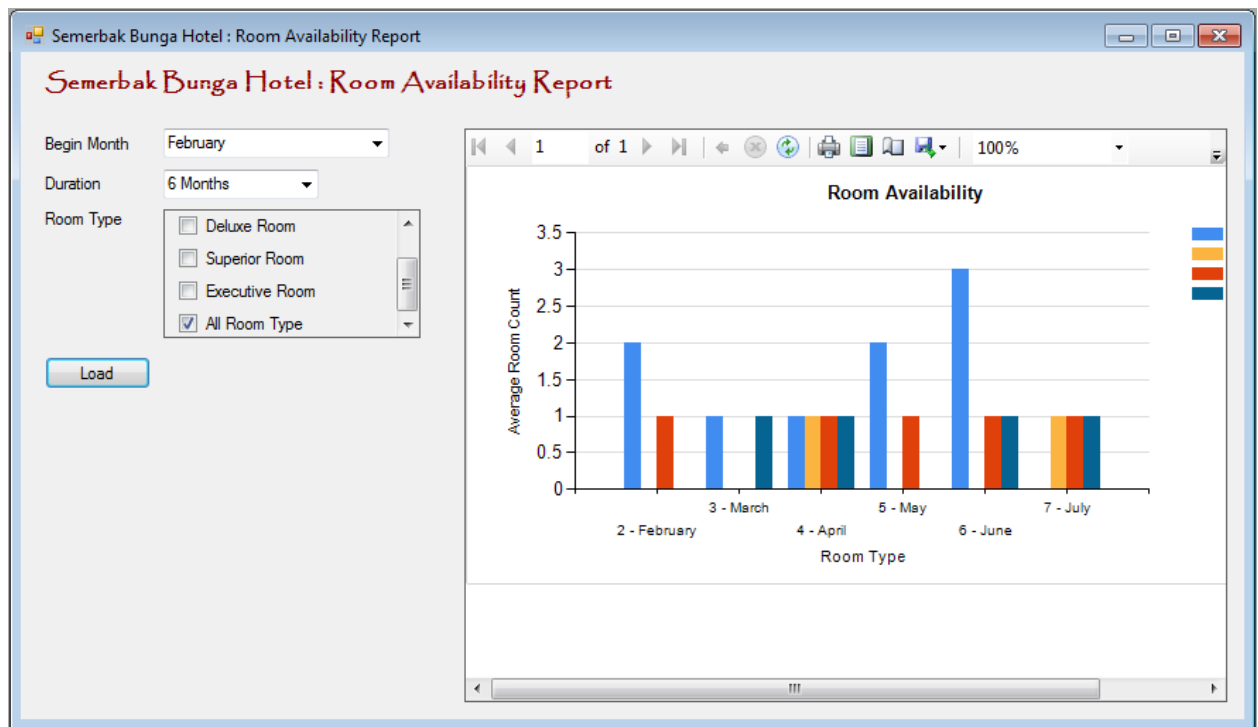 Semerbak Bunga Hotel : Room Availability Report
Semerbak Bunga Hotel : Room Availability Report
Begin Month
February
Duration
6 Months
Room Type
Deluxe Room
Superior Room
Executive Room
All Room Type
Load
1 of 1
100%
Room Availability
3.5
3
2.5
2
1.5
1
0.5
0
Average Room Count
3 - March 5 - May 7 - July
2 - February 4 - April 6 - June
Room Type